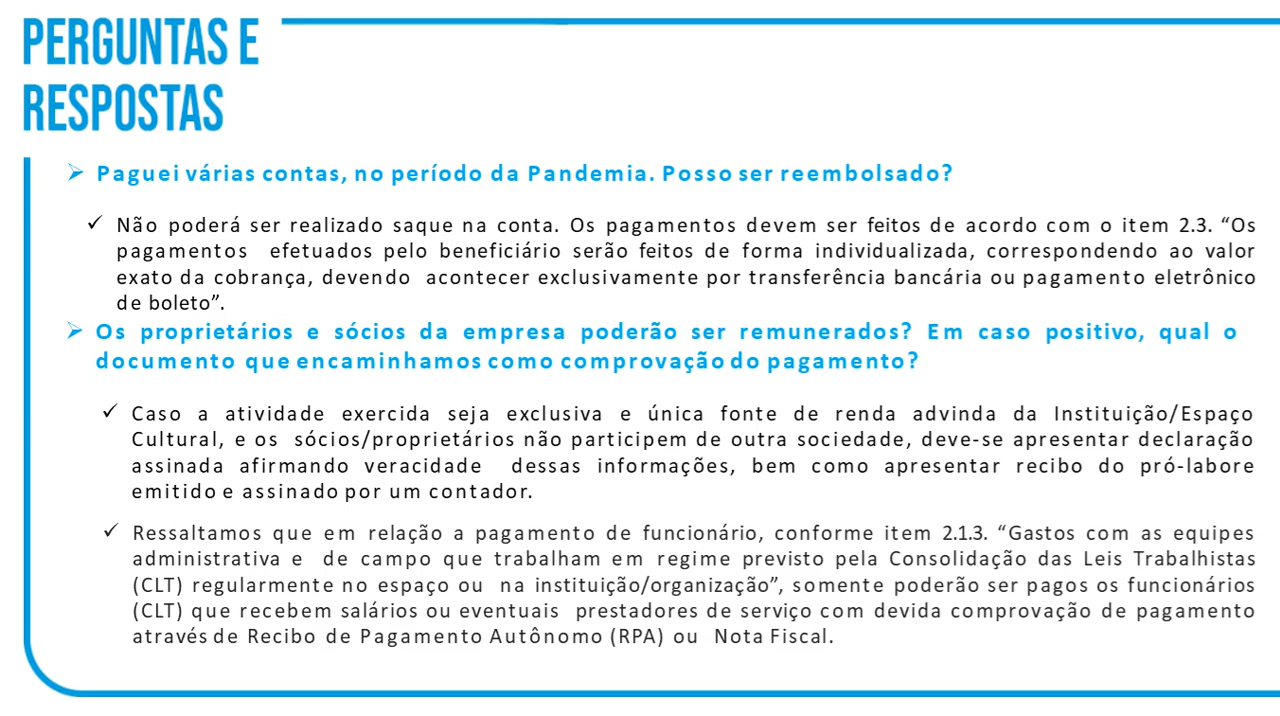 PERGUNTAS E
RESPOSTAS
➢ Paguei várias contas, no período da Pandemia. Posso ser reembolsado?
✓ Não poderá ser realizado saque na conta. Os pagamentos devem ser feitos de acordo com o item 2.3. “Os
pagamentos efetuados pelo beneficiário serão feitos de forma individualizada, correspondendo ao valor
exato da cobrança, devendo acontecer exclusivamente por transferência bancária ou pagamento eletrônico
de boleto”.
➢ Os proprietários e sócios da empresa poderão ser remunerados? Em caso positivo, qual o
documento que encaminhamos como comprovação do pagamento?
✓ Caso a atividade exercida seja exclusiva e única fonte de renda advinda da Instituição/Espaço
Cultural, e os sócios/proprietários não participem de outra sociedade, deve-se apresentar declaração
assinada afirmando veracidade dessas informações, bem como apresentar recibo do pró-labore
emitido e assinado por um contador.
✓ Ressaltamos que em relação a pagamento de funcionário, conforme item 2.1.3. “Gastos com as equipes
administrativa e de campo que trabalham em regime previsto pela Consolidação das Leis Trabalhistas
(CLT) regularmente no espaço ou na instituição/organização”, somente poderão ser pagos os funcionários
(CLT) que recebem salários ou eventuais prestadores de serviço com devida comprovação de pagamento
através de Recibo de Pagamento Autônomo (RPA) ou Nota Fiscal.